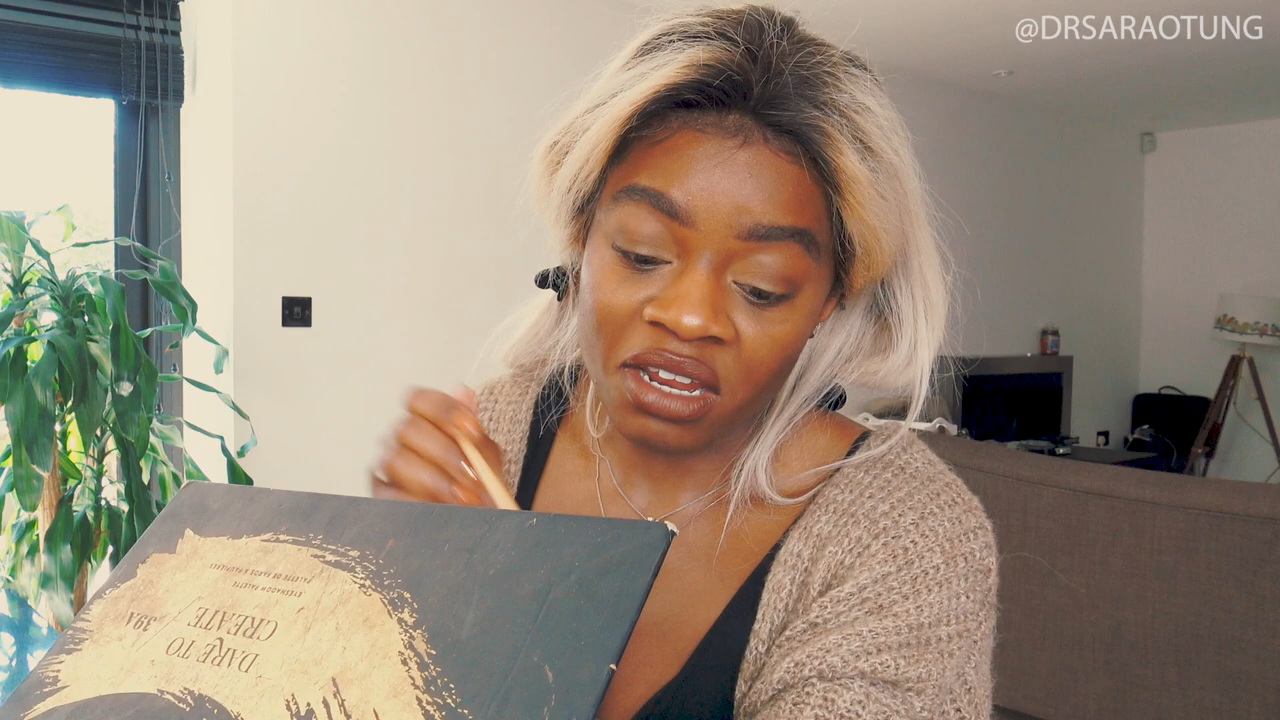 @DRSARAOTUNG
EYESHADOW PALETTE
PALETTE DE FARDS À PAUPIÈRES
DARE TO
CREATE / 39A